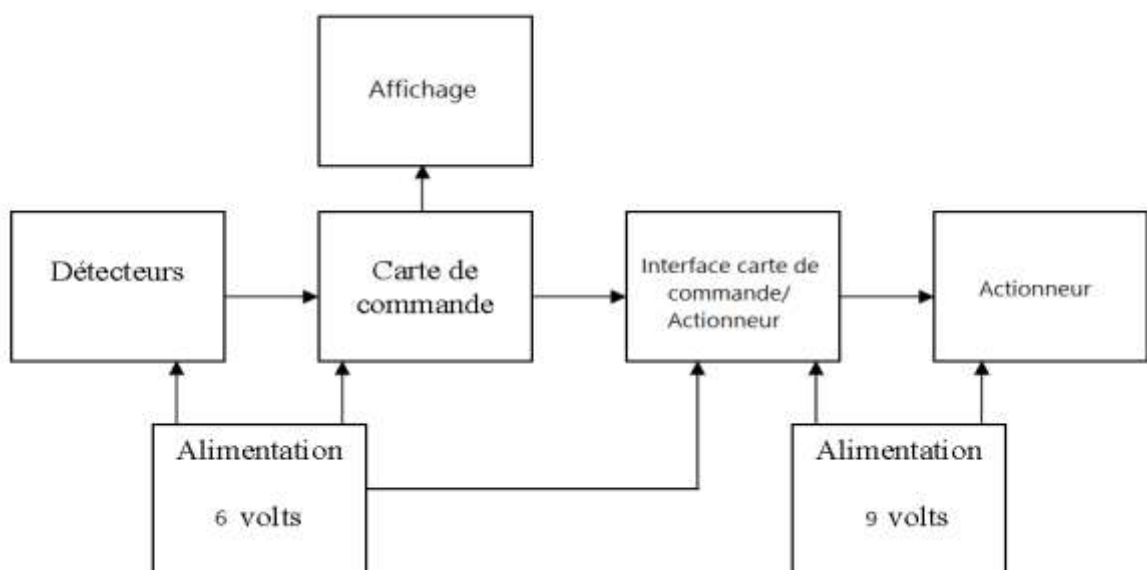 Affichage
Détecteurs
Carte de
commande
Interface carte de
commande/
Actionneur
Actionneur
Alimentation
6 volts
Alimentation
9 volts